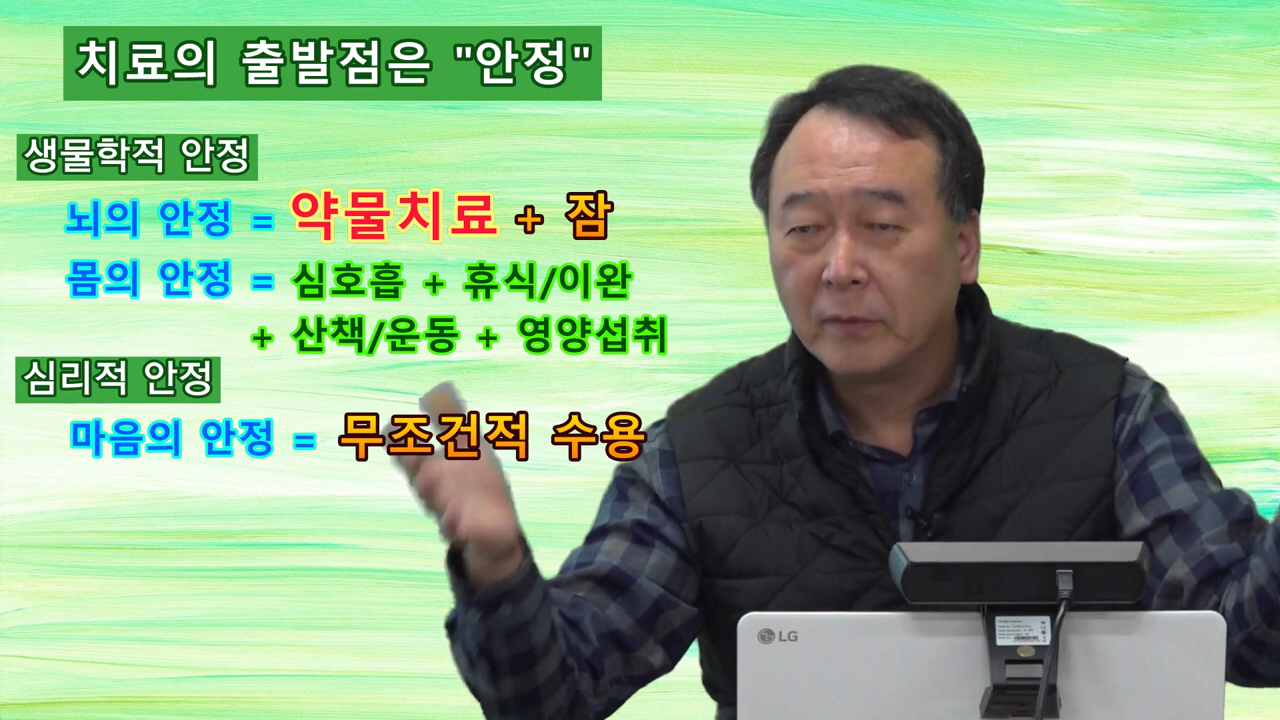 치료의 출발점은 "안정"
생물학적 안정
뇌의 안정 = 약물치료 + 잠
몸의 안정 = 심호흡 + 휴식/이완
+ 산책/운동 + 영양섭취
심리적 안정
마음의 안정 = 무조건적 수용
LG